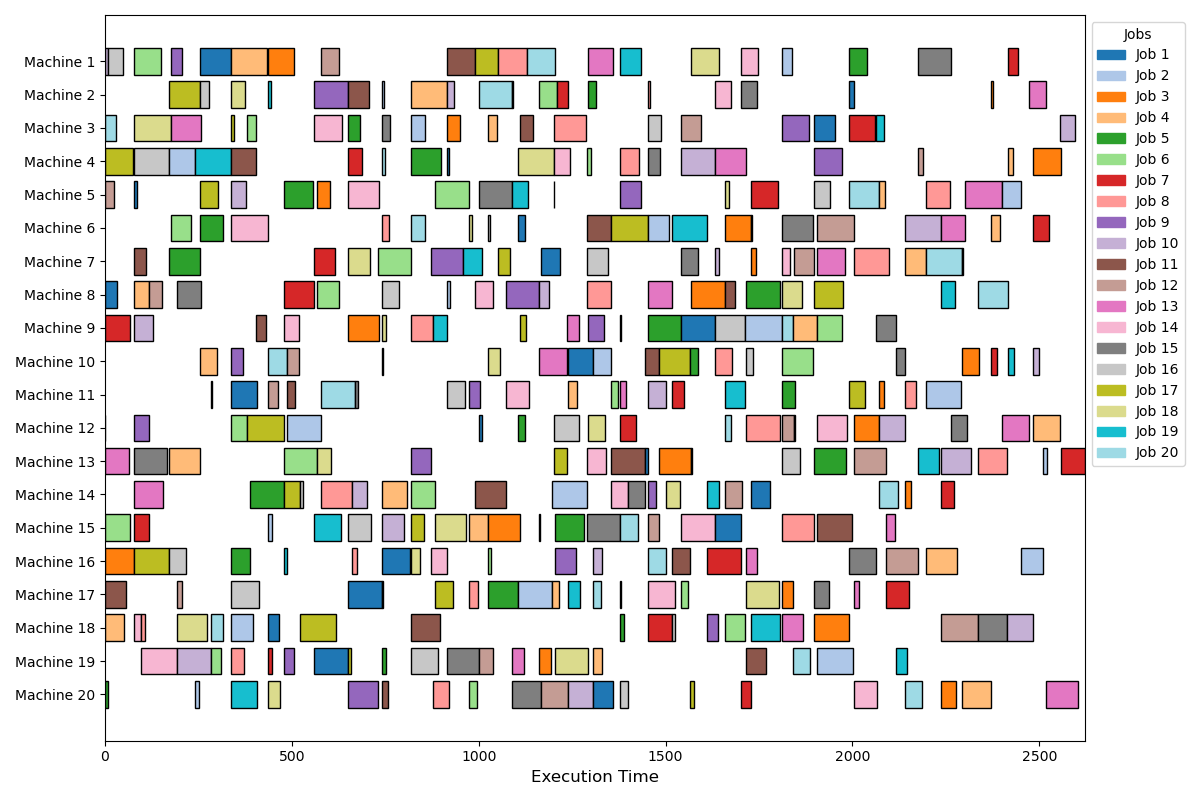 Machine 1
Machine 2
Machine 3
Machine 4
Machine 5
Machine 6
Machine 7
Machine 8
Machine 9
Machine 10
Machine 11
Machine 12
Machine 13
Machine 14
Machine 15
Machine 16
Machine 17
Machine 18
Machine 19
Machine 20
0 500 1000 1500 2000 2500
Execution Time
Jobs
Job 1
Job 2
Job 3
Job 4
Job 5
Job 6
Job 7
Job 8
Job 9
Job 10
Job 11
Job 12
Job 13
Job 14
Job 15
Job 16
Job 17
Job 18
Job 19
Job 20